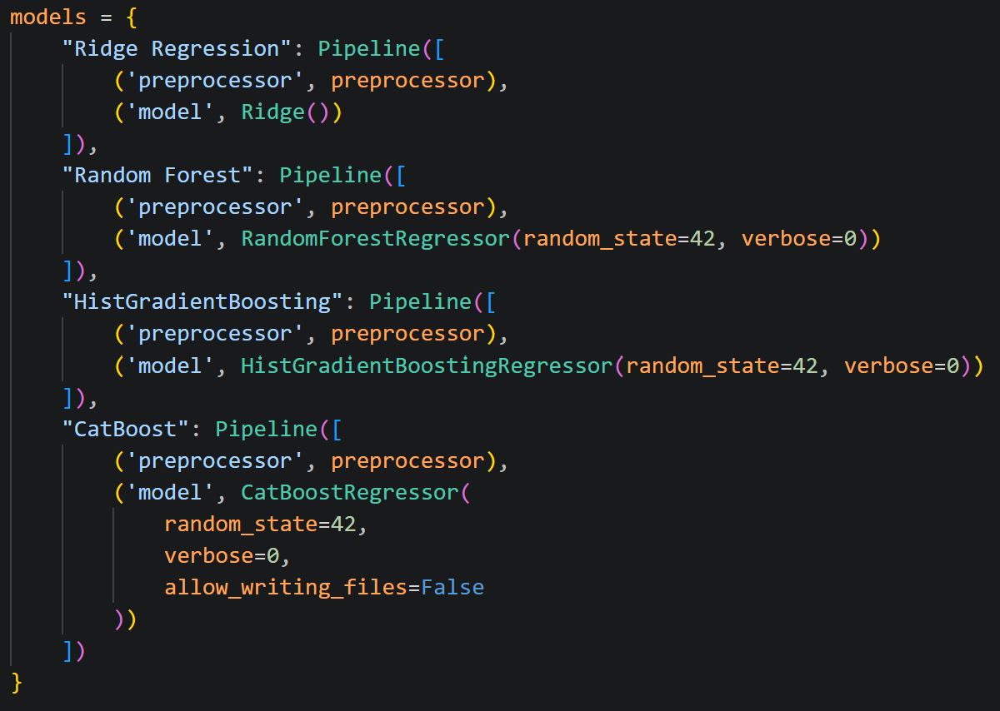 models = {
    "Ridge Regression": Pipeline([
        ('preprocessor', preprocessor),
        ('model', Ridge())
    ]),
    "Random Forest": Pipeline([
        ('preprocessor', preprocessor),
        ('model', RandomForestRegressor(random_state=42, verbose=0))
    ]),
    "HistGradientBoosting": Pipeline([
        ('preprocessor', preprocessor),
        ('model', HistGradientBoostingRegressor(random_state=42, verbose=0))
    ]),
    "CatBoost": Pipeline([
        ('preprocessor', preprocessor),
        ('model', CatBoostRegressor(
            random_state=42,
            verbose=0,
            allow_writing_files=False
        ))
    ])
}